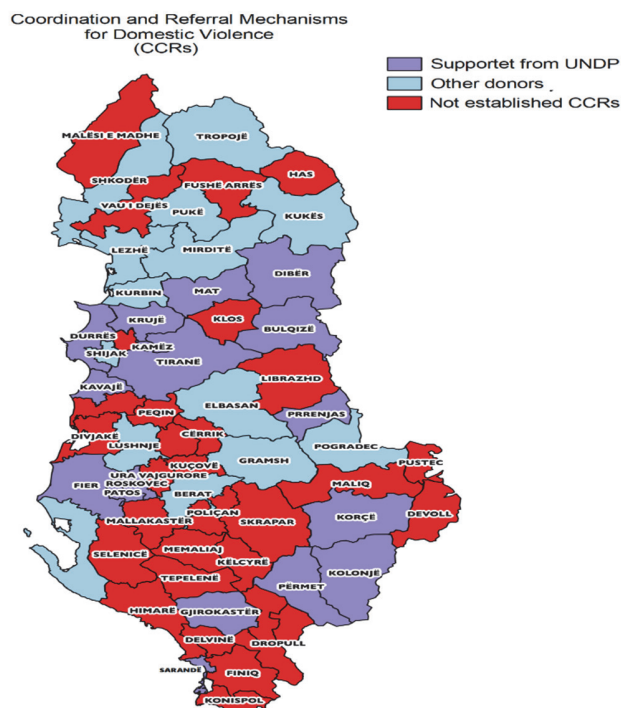 Coordination and Referral Mechanisms
for Domestic Violence
(CCRs)
Supportet from UNDP
Other donors
Not established CCRs
MALËSI E MADHE
TROPOJË
SHKODËR
HAS
FUSHË ARRËS
VAU I DEJËS
PUKË
KUKËS
LEZHË
MIRDITË
DIBËR
KURBIN
MAT
KRUJË
KLOS
BULQIZË
DURRËS
KAMËZ
SHIJAK
TIRANË
LIBRAZHD
KAVAJË
ELBASAN
PEQIN
PRRENJAS
DIVJAKË
CËRRIK
LUSHNJE
POGRADEC
GRAMSH
PUSTEC
KUÇOVË
URA VAJGURORE
FIER
ROSKOVEC
MALIQ
PATOS
BERAT
POLIÇAN
KORÇË
DEVOLL
MALLAKASTËR
SKRAPAR
SELENICË
MEMALIAJ
KËLCYRË
KOLONJË
TEPELENË
PËRMET
HIMARË
GJIROKASTËR
DELVINË
DROPULL
SARANDË
FINIQ
KONISPOL